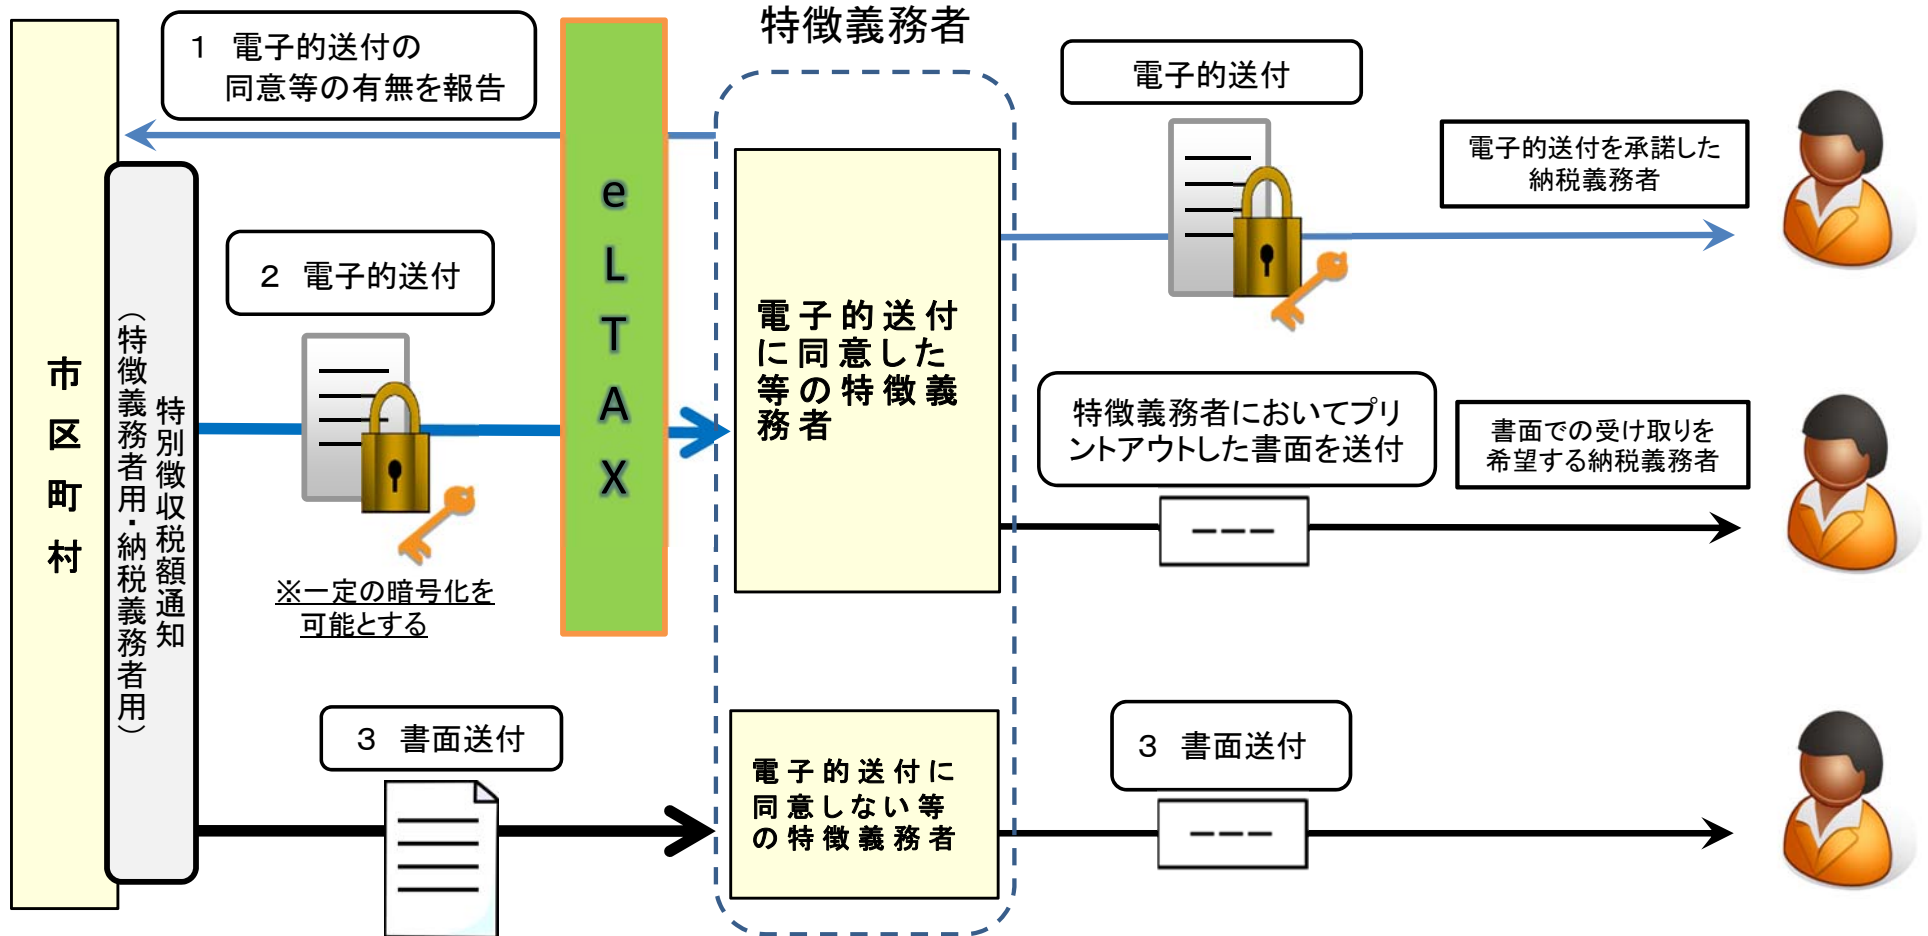 特徴義務者
1 電子的送付の
同意等の有無を報告
市区町村
特別徴収税額通知
（特徴義務者用・納税義務者用）
2 電子的送付
※一定の暗号化を
可能とする
3 書面送付
eLTAX
電子的送付
に同意した
等の特徴義
務者
電子的送付に
同意しない等
の特徴義務者
電子的送付
電子的送付を承諾した
納税義務者
特徴義務者においてプリ
ントアウトした書面を送付
書面での受け取りを
希望する納税義務者
3 書面送付